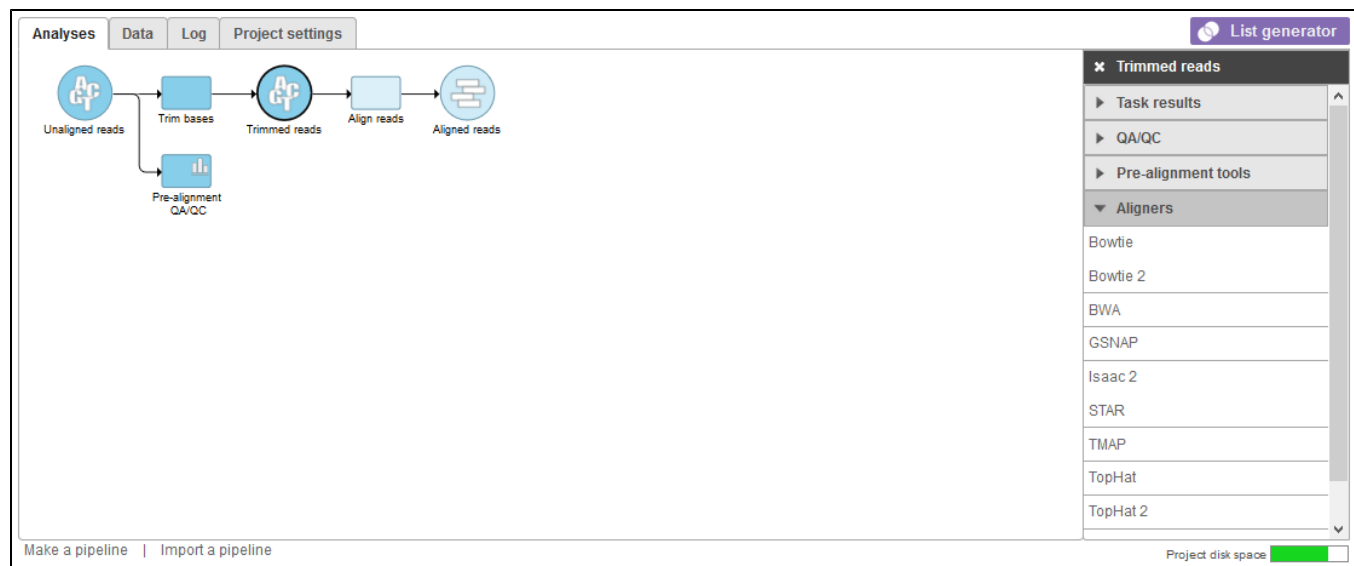 Analyses Data Log Project settings
List generator
Unaligned reads
Trim bases
Trimmed reads
Align reads
Aligned reads
Pre-alignment
QA/QC
Trimmed reads
Task results
QA/QC
Pre-alignment tools
Aligners
Bowtie
Bowtie 2
BWA
GSNAP
Isaac 2
STAR
TMAP
TopHat
TopHat 2
Make a pipeline | Import a pipeline
Project disk space